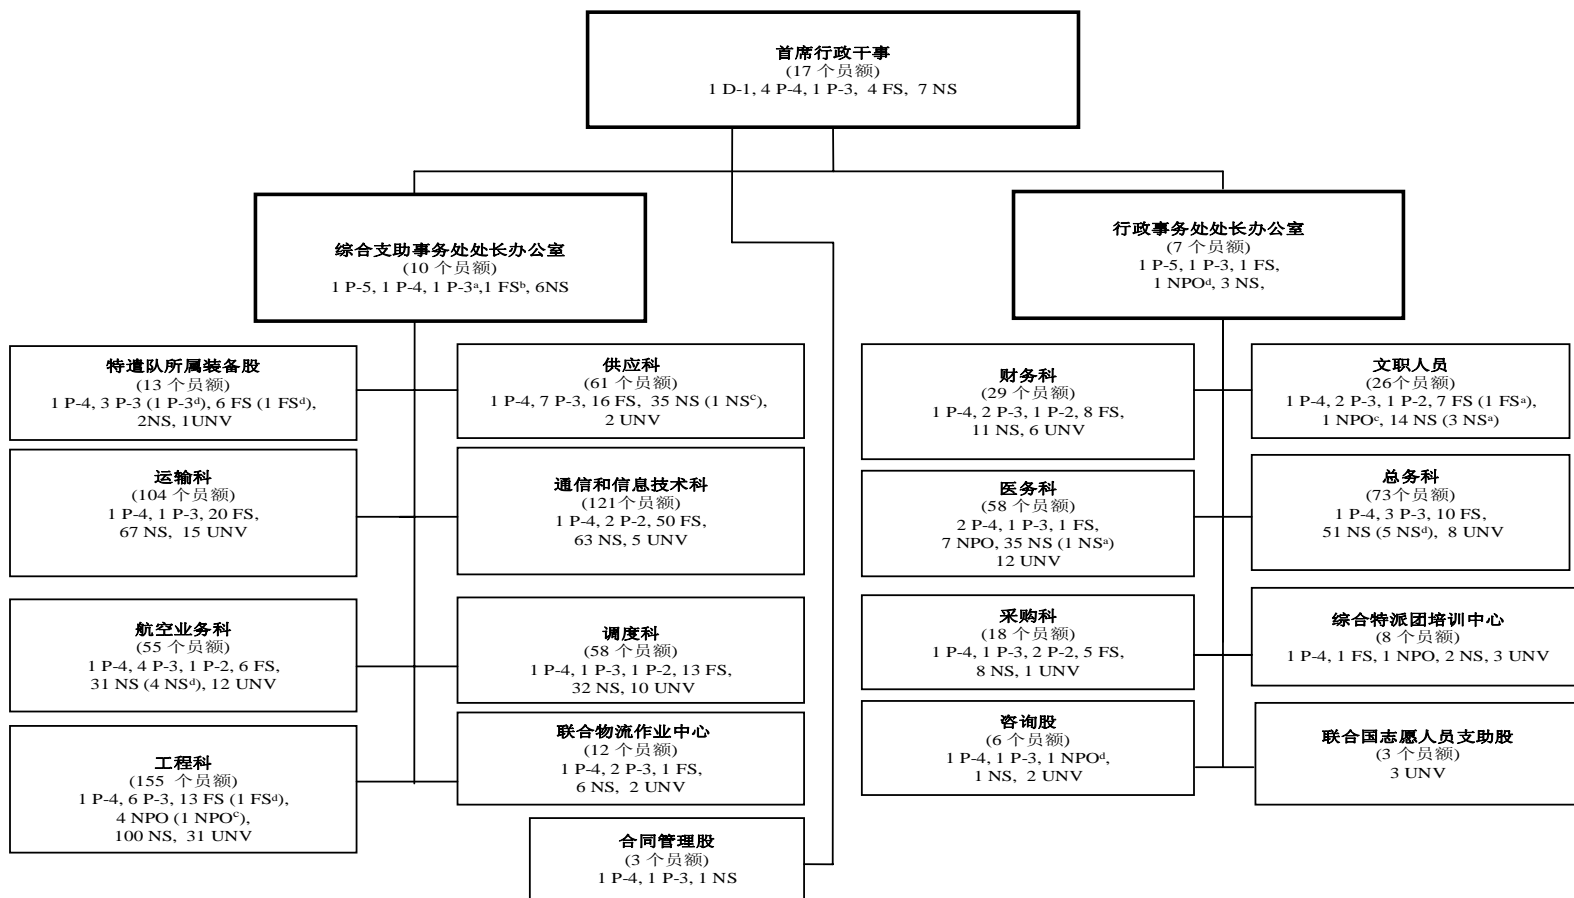 首席行政干事
(17 个员额)
1 D-1, 4 P-4, 1 P-3, 4 FS, 7 NS
综合支助事务处处长办公室
(10 个员额)
1 P-5, 1 P-4, 1 P-3ᵃ,1 FSᵇ, 6NS
行政事务处处长办公室
(7 个员额)
1 P-5, 1 P-3, 1 FS,
1 NPOᵈ, 3 NS,
特遣队所属装备股
(13 个员额)
1 P-4, 3 P-3 (1 P-3ᵈ), 6 FS (1 FSᵈ),
2NS, 1UNV
供应科
(61 个员额)
1 P-4, 7 P-3, 16 FS, 35 NS (1 NSᶜ),
2 UNV
财务科
(29 个员额)
1 P-4, 2 P-3, 1 P-2, 8 FS,
11 NS, 6 UNV
文职人员
(26个员额)
1 P-4, 2 P-3, 1 P-2, 7 FS (1 FSᵃ),
1 NPOᶜ, 14 NS (3 NSᵃ)
运输科
(104 个员额)
1 P-4, 1 P-3, 20 FS,
67 NS, 15 UNV
通信和信息技术科
(121个员额)
1 P-4, 2 P-2, 50 FS,
63 NS, 5 UNV
医务科
(58 个员额)
2 P-4, 1 P-3, 1 FS,
7 NPO, 35 NS (1 NSᵃ)
12 UNV
总务科
(73个员额)
1 P-4, 3 P-3, 10 FS,
51 NS (5 NSᵈ), 8 UNV
航空业务科
(55 个员额)
1 P-4, 4 P-3, 1 P-2, 6 FS,
31 NS (4 NSᵈ), 12 UNV
调度科
(58 个员额)
1 P-4, 1 P-3, 1 P-2, 13 FS,
32 NS, 10 UNV
采购科
(18 个员额)
1 P-4, 1 P-3, 2 P-2, 5 FS,
8 NS, 1 UNV
综合特派团培训中心
(8 个员额)
1 P-4, 1 FS, 1 NPO, 2 NS, 3 UNV
工程科
(155 个员额)
1 P-4, 6 P-3, 13 FS (1 FSᵈ),
4 NPO (1 NPOᶜ),
100 NS, 31 UNV
联合物流作业中心
(12 个员额)
1 P-4, 2 P-3, 1 FS,
6 NS, 2 UNV
咨询股
(6 个员额)
1 P-4, 1 P-3, 1 NPOᵈ,
1 NS, 2 UNV
联合国志愿人员支助股
(3 个员额)
3 UNV
合同管理股
(3 个员额)
1 P-4, 1 P-3, 1 NS